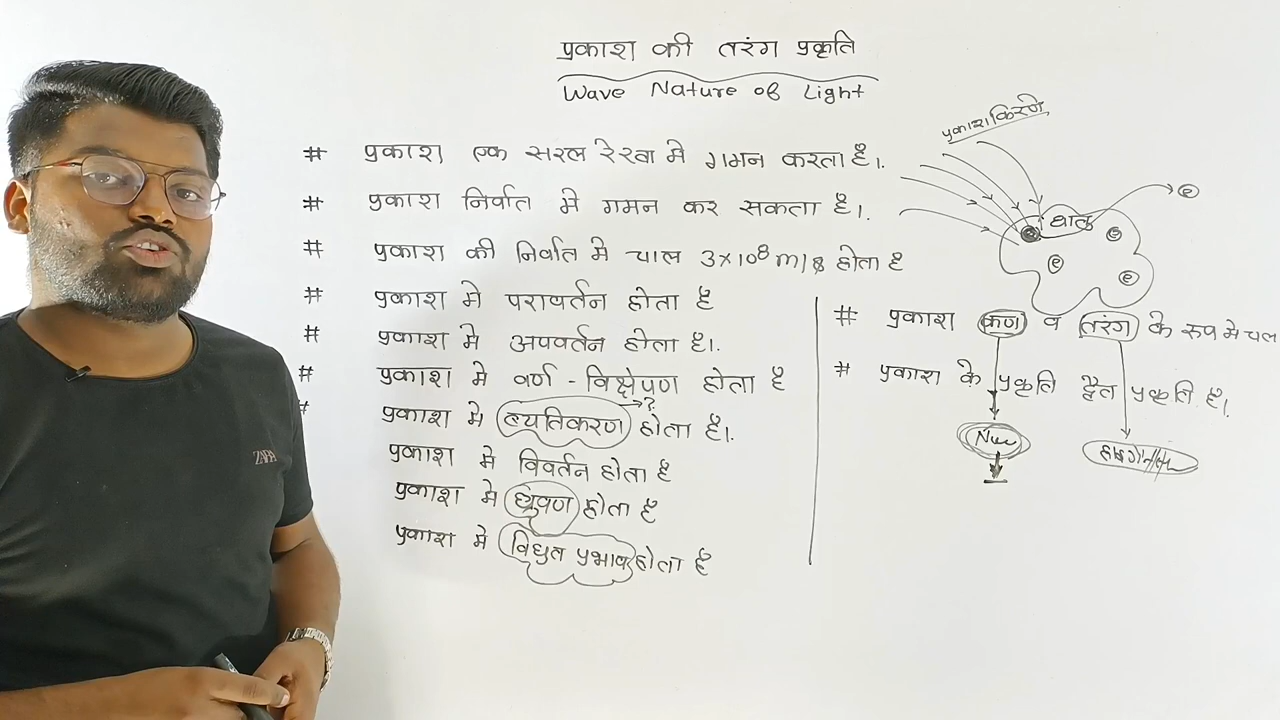 प्रकाश की तरंग प्रकृति
Wave Nature of Light
# प्रकाश एक सरल रेखा मे गमन करता है।
# प्रकाश निर्वात मे गमन कर सकता है।
# प्रकाश की निर्वात मे चाल 3×10⁸ m/s होता है
# प्रकाश मे परावर्तन होता है
# प्रकाश मे अपवर्तन होता है।
# प्रकाश मे वर्ण - विक्षेपण होता है
# प्रकाश मे व्यतिकरण होता है।
→?
प्रकाश मे विवर्तन होता है
प्रकाश मे ध्रुवण होता है
प्रकाश मे विधुत प्रभाव होता है
प्रकाश किरणे
धातु
e
e
e
e
# प्रकाश कण व तरंग के रूप मे चल
# प्रकाश के प्रकृति द्वैत प्रकृति है।
ZARA